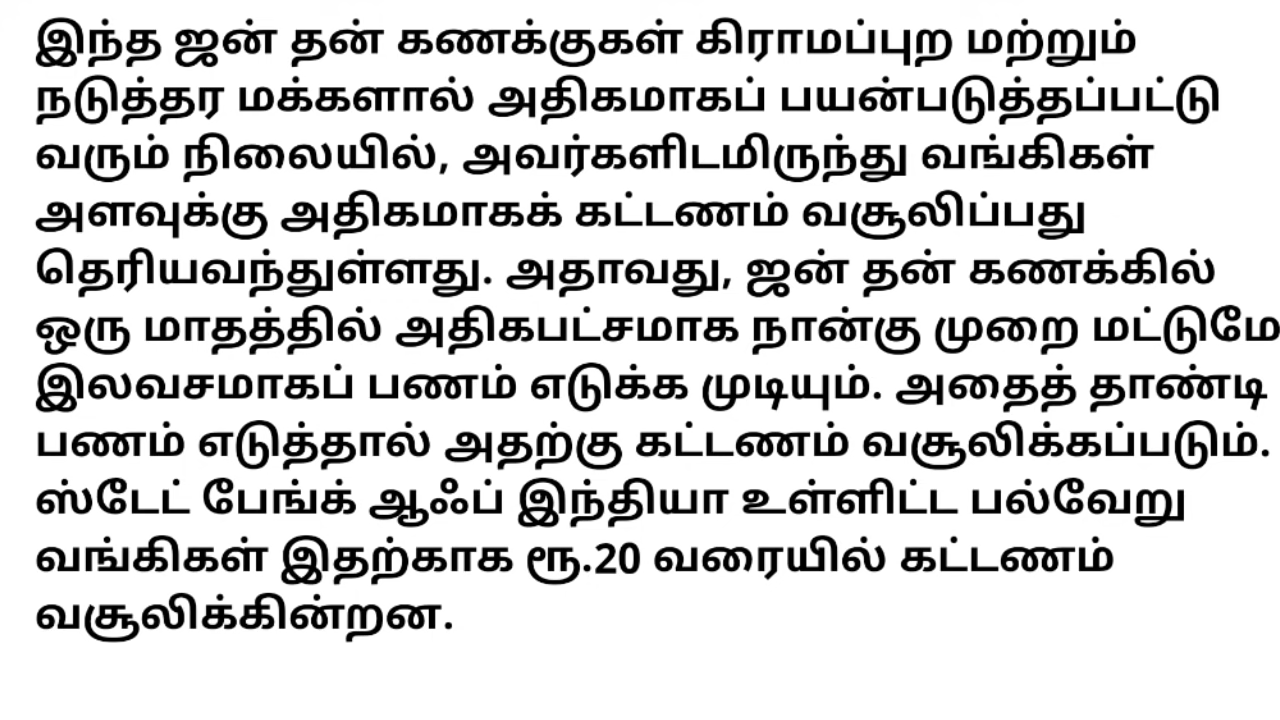 இந்த ஜன் தன் கணக்குகள் கிராமப்புற மற்றும்
நடுத்தர மக்களால் அதிகமாகப் பயன்படுத்தப்பட்டு
வரும் நிலையில், அவர்களிடமிருந்து வங்கிகள்
அளவுக்கு அதிகமாகக் கட்டணம் வசூலிப்பது
தெரியவந்துள்ளது. அதாவது, ஜன் தன் கணக்கில்
ஒரு மாதத்தில் அதிகபட்சமாக நான்கு முறை மட்டுமே
இலவசமாகப் பணம் எடுக்க முடியும். அதைத் தாண்டி
பணம் எடுத்தால் அதற்கு கட்டணம் வசூலிக்கப்படும்.
ஸ்டேட் பேங்க் ஆஃப் இந்தியா உள்ளிட்ட பல்வேறு
வங்கிகள் இதற்காக ரூ.20 வரையில் கட்டணம்
வசூலிக்கின்றன.